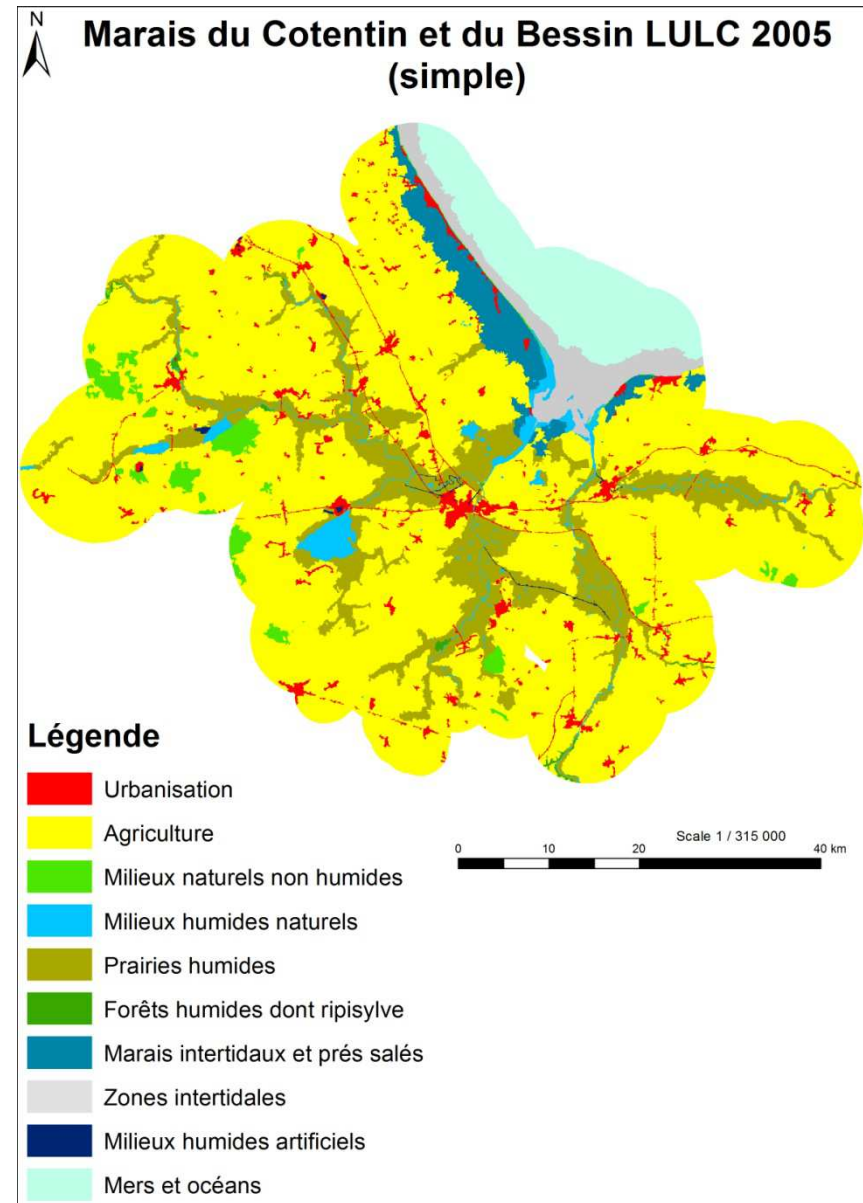 N
Marais du Cotentin et du Bessin LULC 2005
(simple)
Légende
Urbanisation
Agriculture
Milieux naturels non humides
Milieux humides naturels
Prairies humides
Forêts humides dont ripisylve
Marais intertidaux et prés salés
Zones intertidales
Milieux humides artificiels
Mers et océans
Scale 1 / 315 000
0 10 20 40 km